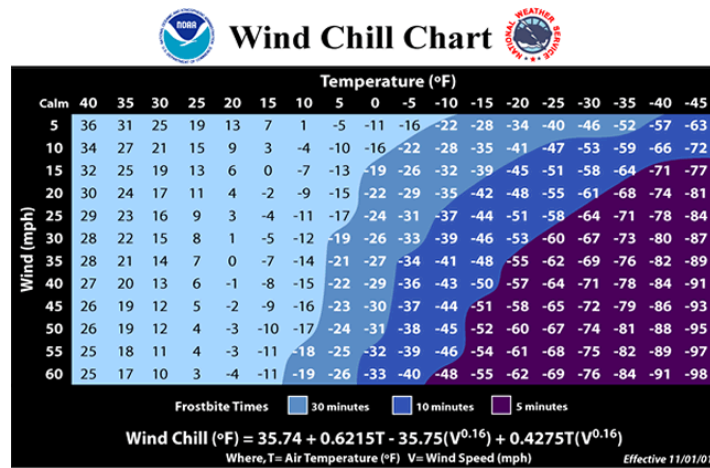 NOAA
Wind Chill Chart
NATIONAL WEATHER SERVICE
Temperature (ºF)
Calm 40 35 30 25 20 15 10 5 0 -5 -10 -15 -20 -25 -30 -35 -40 -45
Wind (mph)
5 36 31 25 19 13 7 1 -5 -11 -16 -22 -28 -34 -40 -46 -52 -57 -63
10 34 27 21 15 9 3 -4 -10 -16 -22 -28 -35 -41 -47 -53 -59 -66 -72
15 32 25 19 13 6 0 -7 -13 -19 -26 -32 -39 -45 -51 -58 -64 -71 -77
20 30 24 17 11 4 -2 -9 -15 -22 -29 -35 -42 -48 -55 -61 -68 -74 -81
25 29 23 16 9 3 -4 -11 -17 -24 -31 -37 -44 -51 -58 -64 -71 -78 -84
30 28 22 15 8 1 -5 -12 -19 -26 -33 -39 -46 -53 -60 -67 -73 -80 -87
35 28 21 14 7 0 -7 -14 -21 -27 -34 -41 -48 -55 -62 -69 -76 -82 -89
40 27 20 13 6 -1 -8 -15 -22 -29 -36 -43 -50 -57 -64 -71 -78 -84 -91
45 26 19 12 5 -2 -9 -16 -23 -30 -37 -44 -51 -58 -65 -72 -79 -86 -93
50 26 19 12 4 -3 -10 -17 -24 -31 -38 -45 -52 -60 -67 -74 -81 -88 -95
55 25 18 11 4 -3 -11 -18 -25 -32 -39 -46 -54 -61 -68 -75 -82 -89 -97
60 25 17 10 3 -4 -11 -19 -26 -33 -40 -48 -55 -62 -69 -76 -84 -91 -98
Frostbite Times 30 minutes 10 minutes 5 minutes
Wind Chill (ºF) = 35.74 + 0.6215T - 35.75(V0.16) + 0.4275T(V0.16)
Where, T= Air Temperature (ºF) V= Wind Speed (mph) Effective 11/01/01